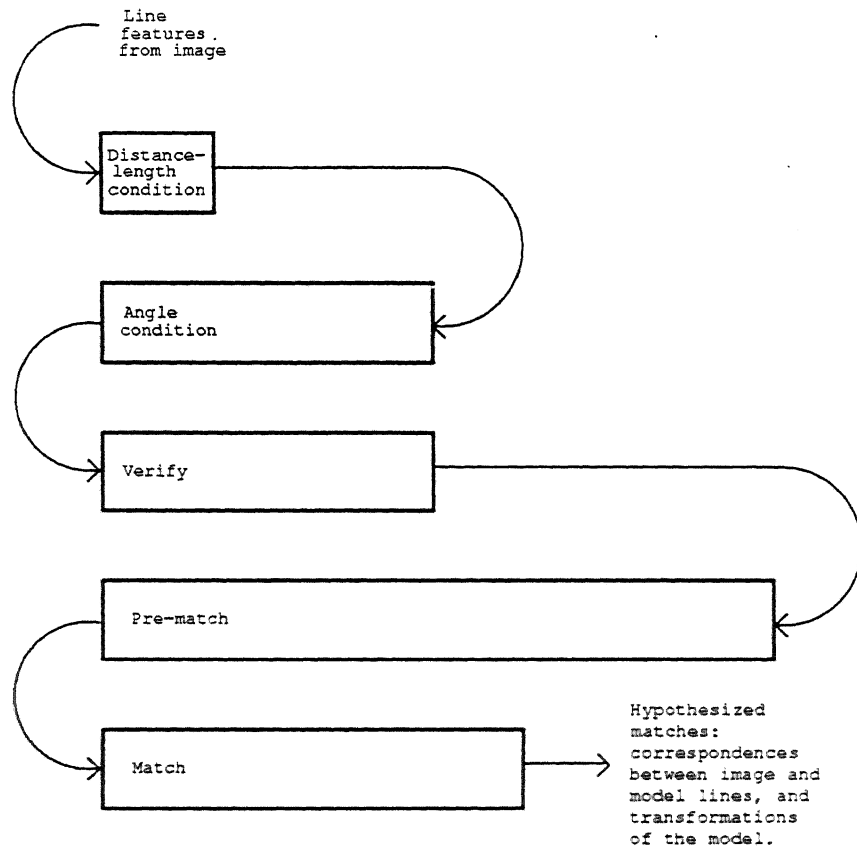 Line
features.
from image
Distance-
length
condition
Angle
condition
Verify
Pre-match
Match
Hypothesized
matches:
correspondences
between image and
model lines, and
transformations
of the model.